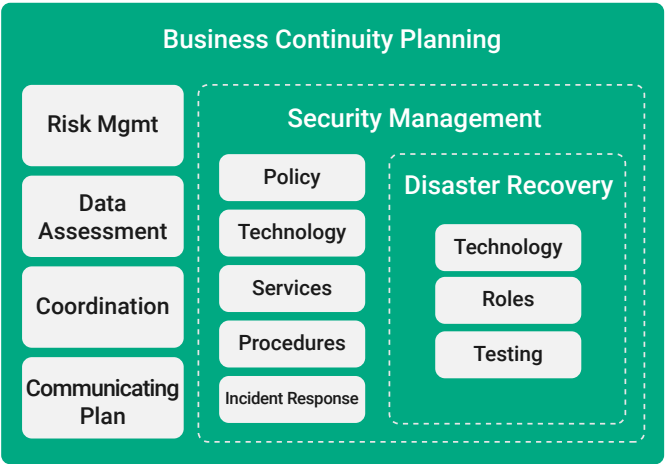 Business Continuity Planning
Risk Mgmt
Data
Assessment
Coordination
Communicating
Plan
Security Management
Policy
Technology
Services
Procedures
Incident Response
Disaster Recovery
Technology
Roles
Testing